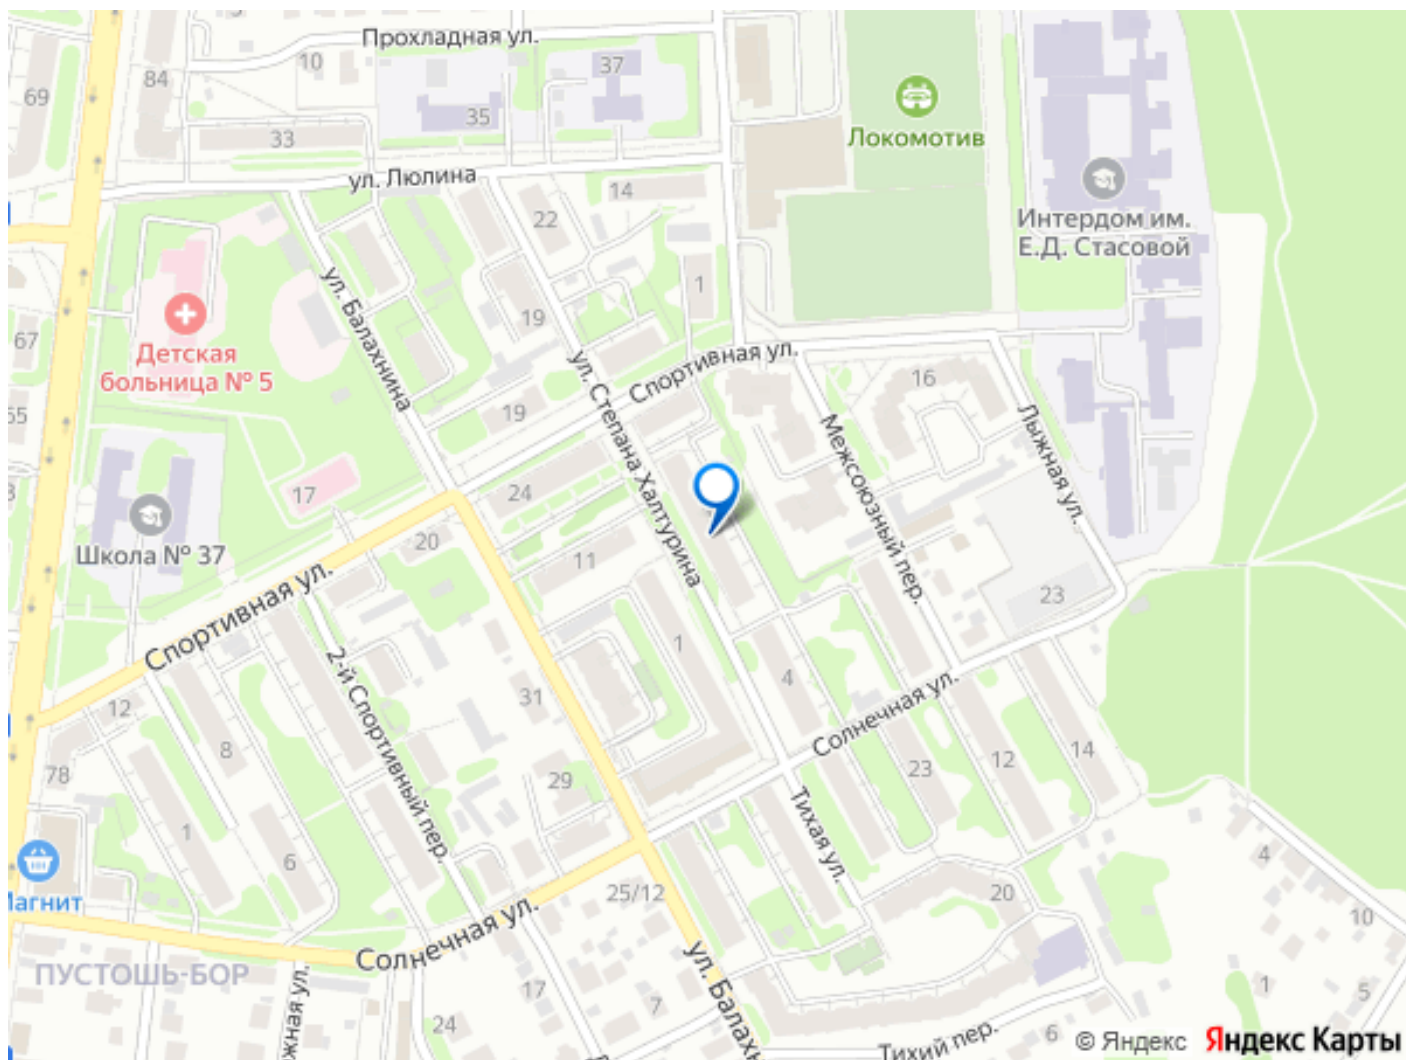 Прохладная ул.
10
37
84
69
35
33
Локомотив
ул. Люлина
14
22
Интердом им.
Е.Д. Стасовой
ул. Балахнина
1
19
67
Детская
больница № 5
Спортивная ул.
ул. Степана Халтурина
16
19
55
Лыжная ул.
Межсоюзный пер.
24
17
Школа № 37
20
11
Спортивная ул.
23
2-й Спортивный пер.
1
4
31
12
Солнечная ул.
8
78
29
23
12
14
1
6
Тихая ул.
4
Магнит
25/12
20
10
Солнечная ул.
ул. Балахн
ПУСТОШЬ-БОР
жная ул.
17
7
24
1
5
Тихий пер.
6
© Яндекс Яндекс Карты